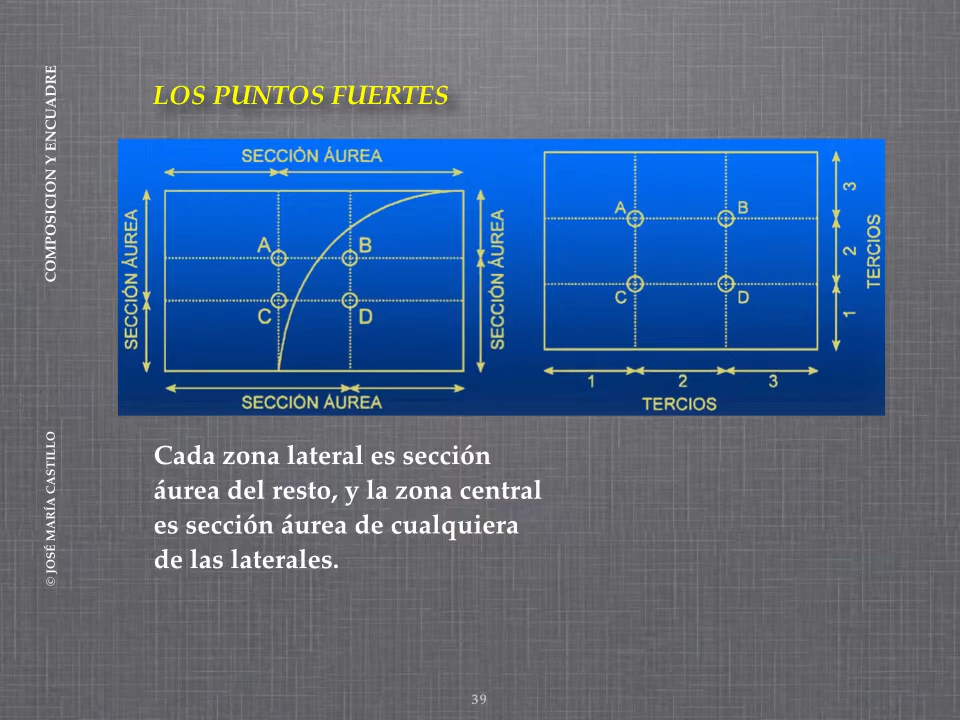 COMPOSICION Y ENCUADRE
© JOSÉ MARÍA CASTILLO
LOS PUNTOS FUERTES
SECCIÓN ÁUREA
SECCIÓN ÁUREA
A
B
C
D
SECCIÓN ÁUREA
SECCIÓN ÁUREA
A
B
C
D
3
2
1
TERCIOS
1
2
3
TERCIOS
Cada zona lateral es sección
áurea del resto, y la zona central
es sección áurea de cualquiera
de las laterales.
39